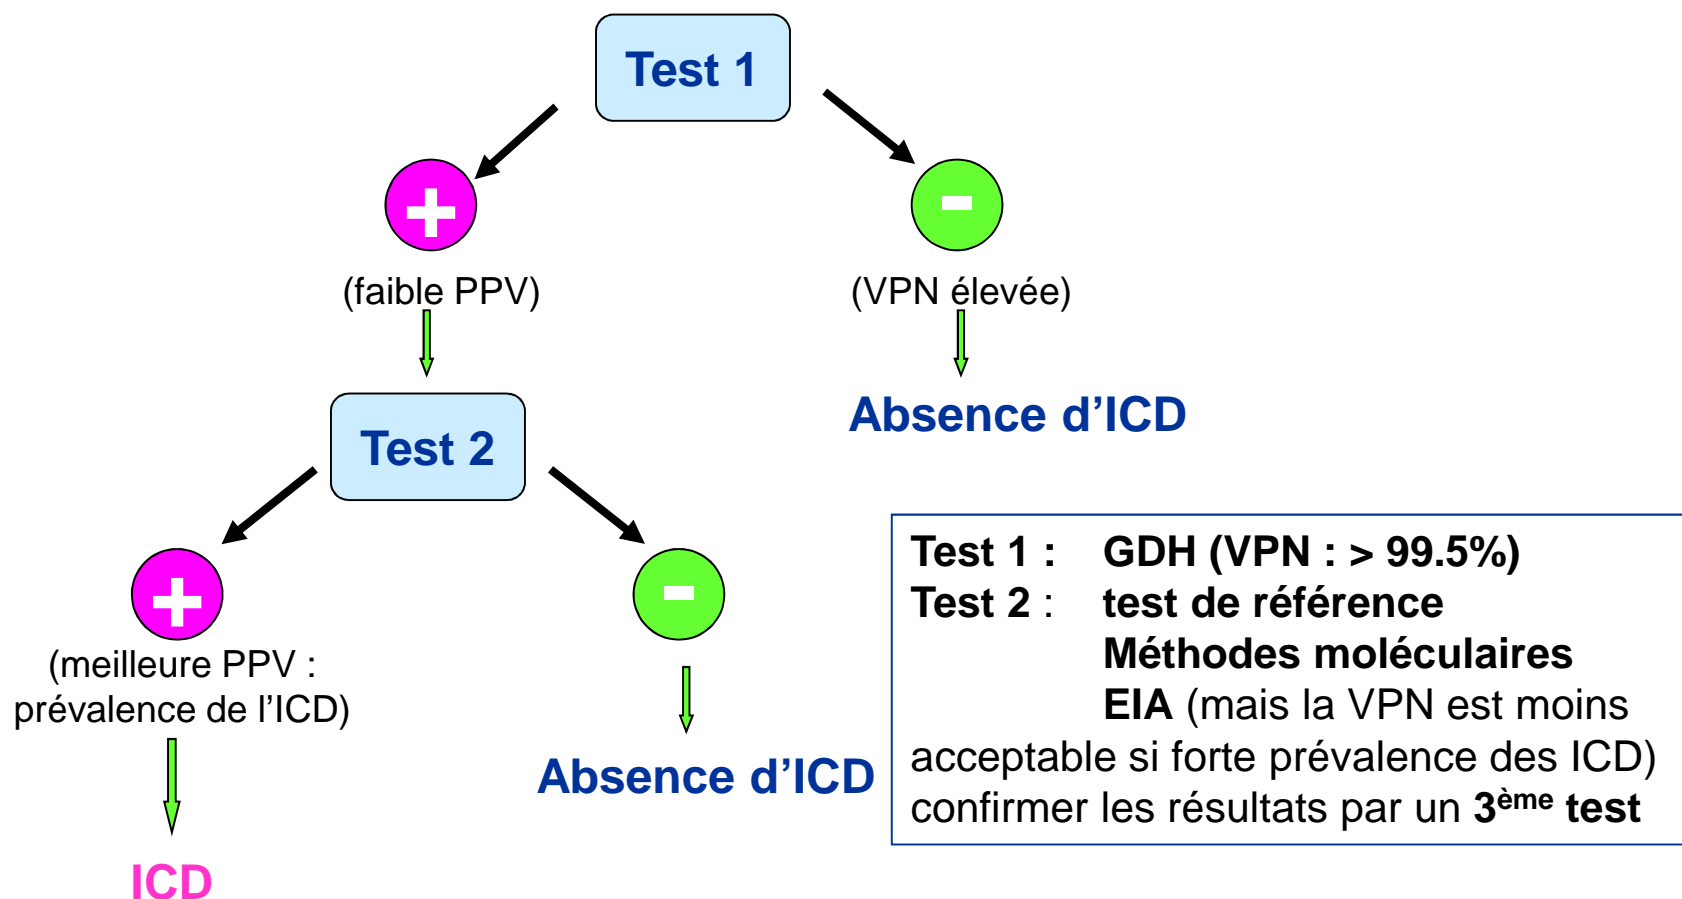 Test 1
+
-
(faible PPV)
(VPN élevée)
Absence d’ICD
Test 2
+
-
(meilleure PPV :
prévalence de l’ICD)
Absence d’ICD
ICD
Test 1 : GDH (VPN : > 99.5%)
Test 2 : test de référence
Méthodes moléculaires
EIA (mais la VPN est moins
acceptable si forte prévalence des ICD)
confirmer les résultats par un 3ème test